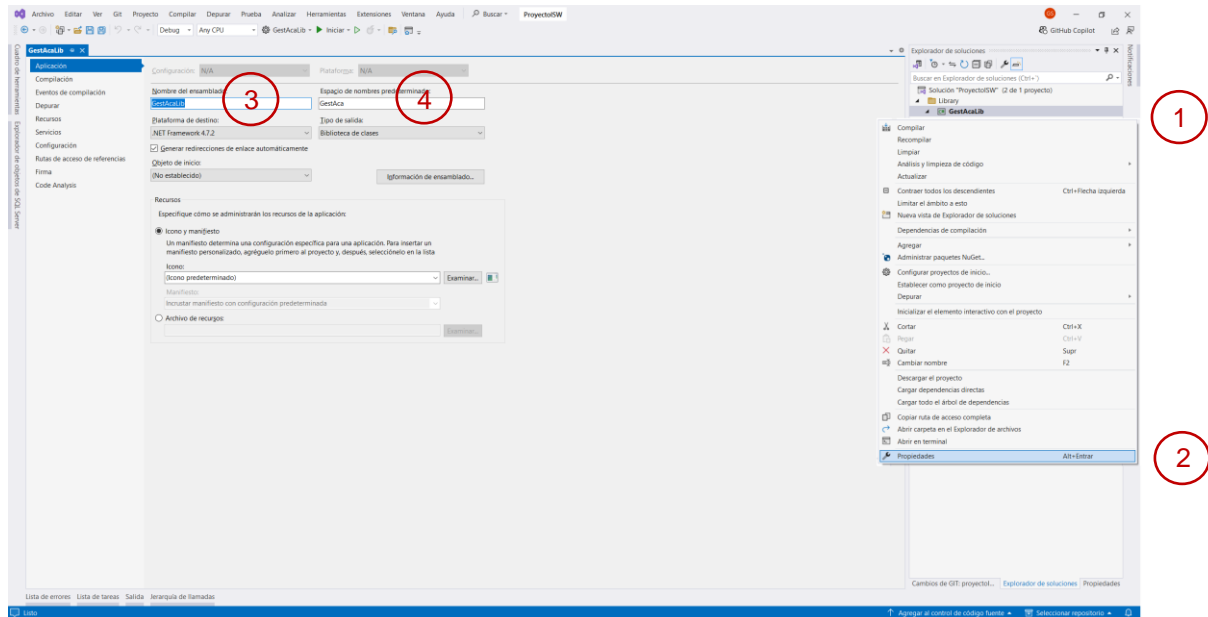 Archivo Editar Ver Git Proyecto Compilar Depurar Prueba Analizar Herramientas Extensiones Ventana Ayuda Buscar ProyectoISW
Debug Any CPU GestAcaLib Iniciar GitHub Copilot
Cuadro de herramientas
Explorador de objetos de SQL Server
GestAcaLib
Aplicación
Compilación
Eventos de compilación
Depurar
Recursos
Servicios
Configuración
Rutas de acceso de referencias
Firma
Code Analysis
Configuración: N/A Plataforma: N/A
Nombre del ensamblado: Espacio de nombres predeterminado:
GestAcaLib GestAca
3 4
Plataforma de destino: Tipo de salida:
.NET Framework 4.7.2 Biblioteca de clases
Generar redirecciones de enlace automáticamente
Objeto de inicio:
(No establecido) Información de ensamblado...
Recursos
Especifique cómo se administrarán los recursos de la aplicación:
Icono y manifiesto
Un manifiesto determina una configuración específica para una aplicación. Para insertar un
manifiesto personalizado, agréguelo primero al proyecto y, después, selecciónelo en la lista
Icono:
(Icono predeterminado) Examinar...
Manifiesto:
Incrustar manifiesto con configuración predeterminada
Archivo de recursos:
Examinar...
Explorador de soluciones
Buscar en Explorador de soluciones (Ctrl+´)
Solución "ProyectoISW" (2 de 1 proyecto)
Library
GestAcaLib
Notificaciones
1
Compilar
Recompilar
Limpiar
Análisis y limpieza de código
Actualizar
Contraer todos los descendientes Ctrl+Flecha izquierda
Limitar el ámbito a esto
Nueva vista de Explorador de soluciones
Dependencias de compilación
Agregar
Administrar paquetes NuGet...
Configurar proyectos de inicio...
Establecer como proyecto de inicio
Depurar
Inicializar el elemento interactivo con el proyecto
Cortar Ctrl+X
Pegar Ctrl+V
Quitar Supr
Cambiar nombre F2
Descargar el proyecto
Cargar dependencias directas
Cargar todo el árbol de dependencias
Copiar ruta de acceso completa
Abrir carpeta en el Explorador de archivos
Abrir en terminal
Propiedades Alt+Entrar
2
Cambios de GIT: proyectoI... Explorador de soluciones Propiedades
Lista de errores Lista de tareas Salida Jerarquía de llamadas
Listo Agregar al control de código fuente Seleccionar repositorio